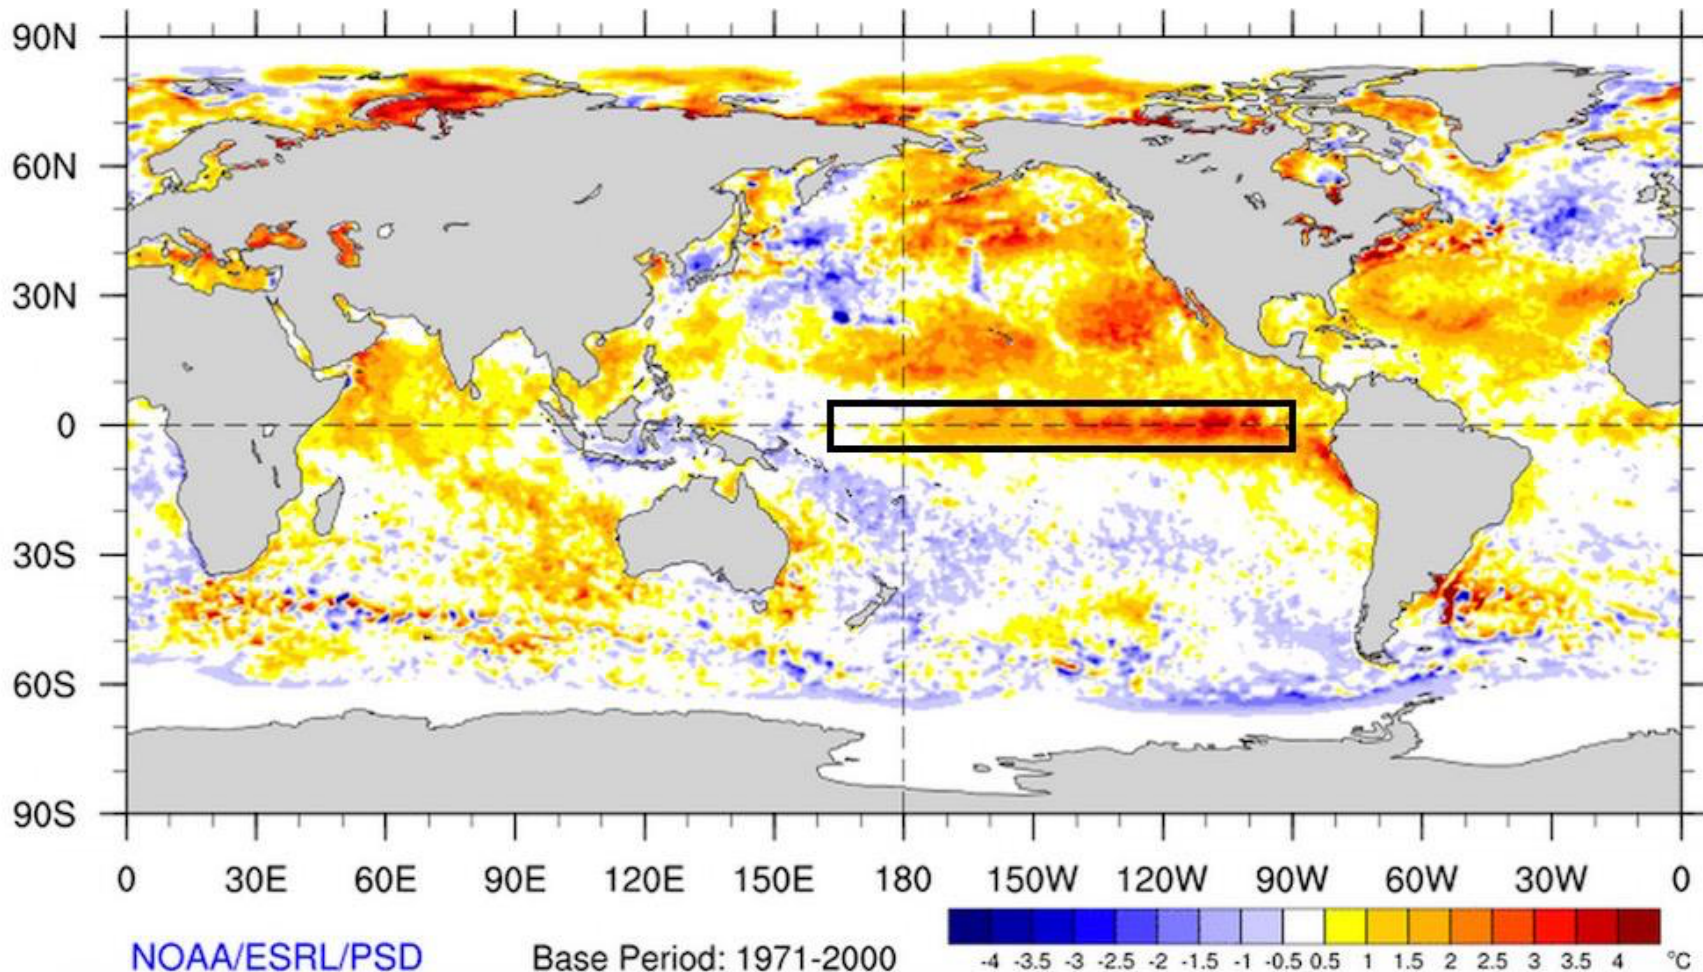 90N
60N
30N
0
30S
60S
90S
0 30E 60E 90E 120E 150E 180 150W 120W 90W 60W 30W 0
NOAA/ESRL/PSD Base Period: 1971-2000
-4 -3.5 -3 -2.5 -2 -1.5 -1 -0.5 0.5 1 1.5 2 2.5 3 3.5 4 °C